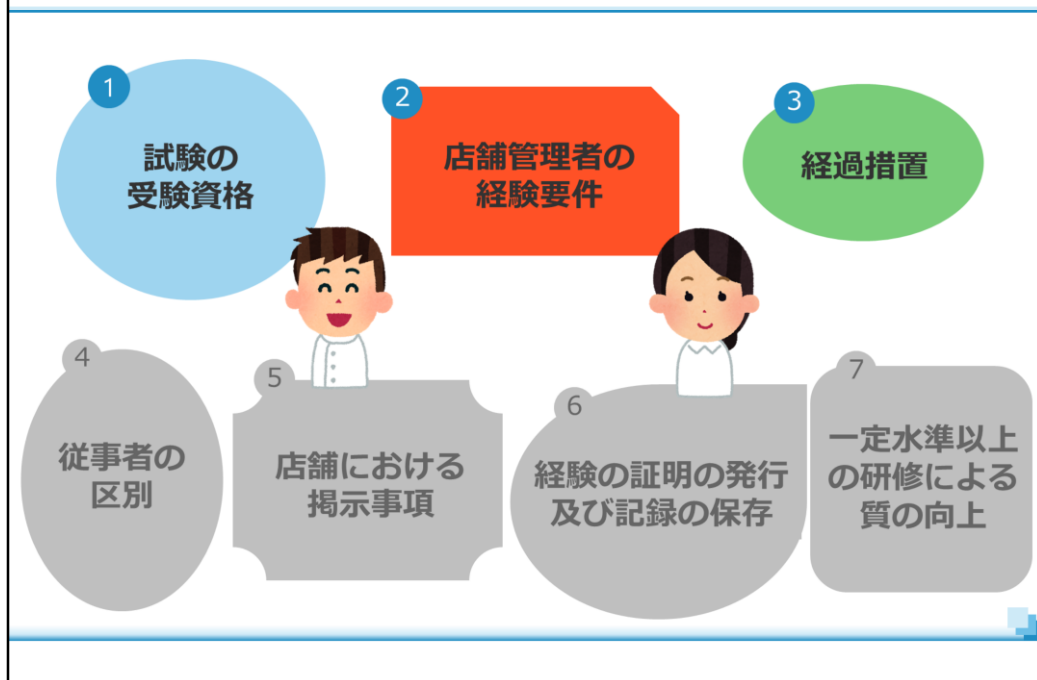 1
試験の
受験資格
2
店舗管理者の
経験要件
3
経過措置
4
従事者の
区別
5
店舗における
掲示事項
6
経験の証明の発行
及び記録の保存
7
一定水準以上
の研修による
質の向上